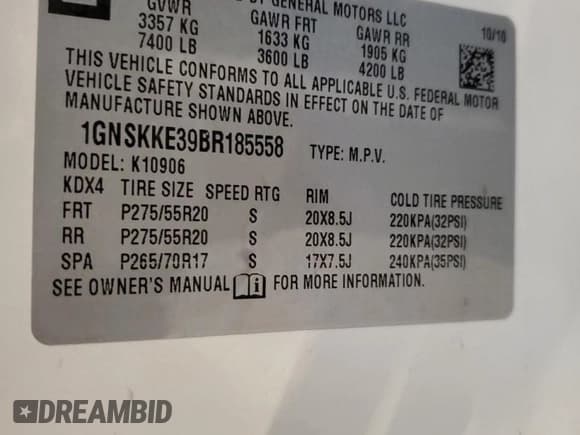 BY GENERAL MOTORS LLC
GVWR GAWR FRT GAWR RR 10/10
3357 KG 1633 KG 1905 KG
7400 LB 3600 LB 4200 LB
THIS VEHICLE CONFORMS TO ALL APPLICABLE U.S. FEDERAL MOTOR
VEHICLE SAFETY STANDARDS IN EFFECT ON THE DATE OF
MANUFACTURE SHOWN ABOVE.
1GNSKKE39BR185558 TYPE: M.P.V.
MODEL: K10906
KDX4 TIRE SIZE SPEED RTG RIM COLD TIRE PRESSURE
FRT P275/55R20 S 20X8.5J 220KPA(32PSI)
RR P275/55R20 S 20X8.5J 220KPA(32PSI)
SPA P265/70R17 S 17X7.5J 240KPA(35PSI)
SEE OWNER'S MANUAL i FOR MORE INFORMATION.
DREAMBID